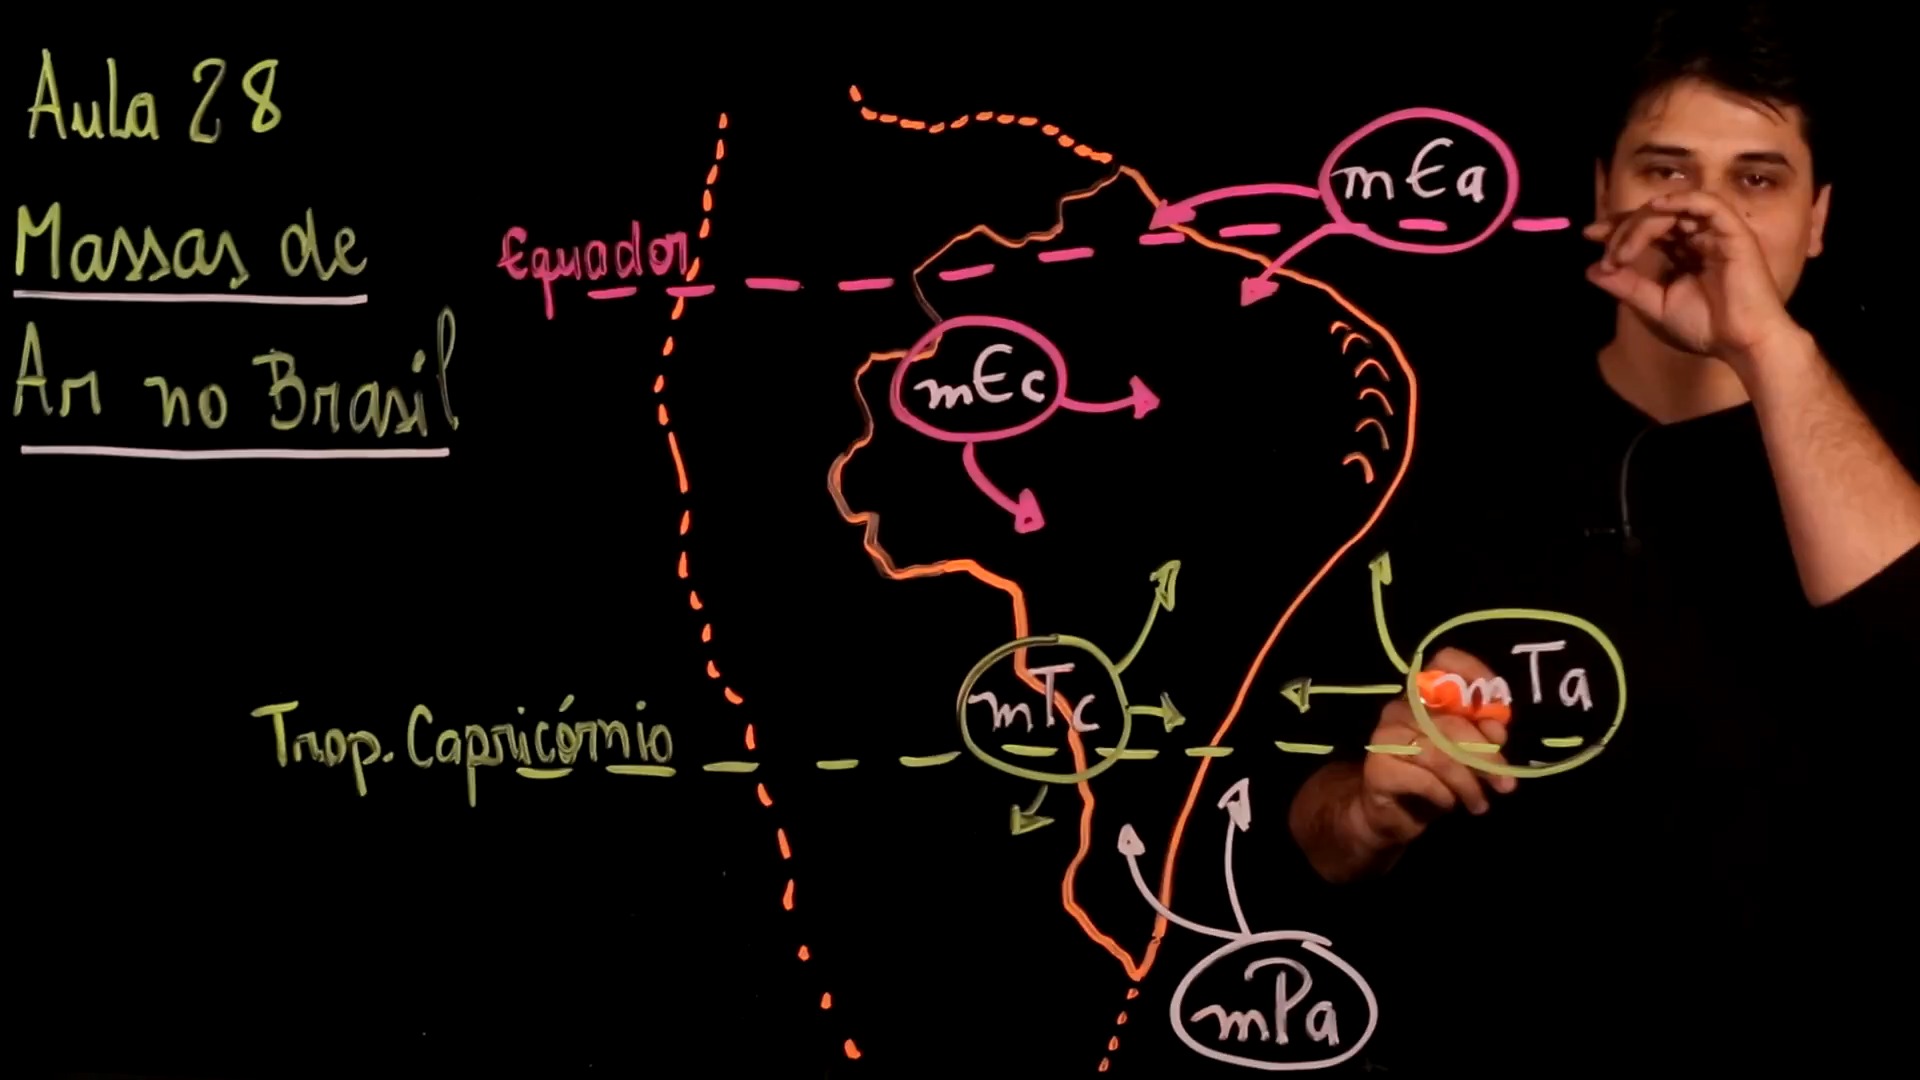 Aula 28
Massas de
Ar no Brasil
mEa
Equador
mEc
mTa
mTc
Trop. Capricórnio
mPa